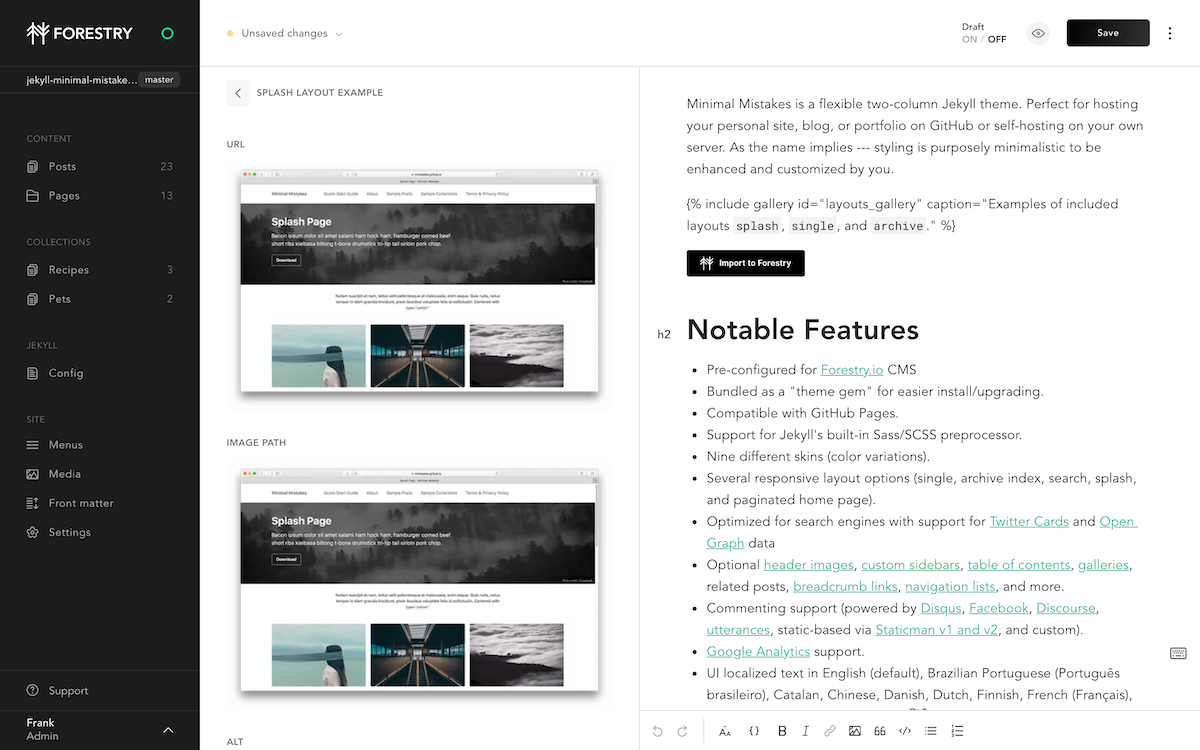 FORESTRY
jekyll-minimal-mistake... master
CONTENT
Posts 23
Pages 13
COLLECTIONS
Recipes 3
Pets 2
JEKYLL
Config
SITE
Menus
Media
Front matter
Settings
Support
Frank
Admin
Unsaved changes
Draft
ON / OFF
Save
SPLASH LAYOUT EXAMPLE
URL
Minimal Mistakes Quick-Start Guide About Sample Posts Sample Collections Terms & Privacy Policy
Splash Page
Bacon ipsum dolor sit amet salami ham hock ham, hamburger corned beef
short ribs kielbasa biltong t-bone drumstick tri-tip tail sirloin pork chop.
Download
IMAGE PATH
Minimal Mistakes Quick-Start Guide About Sample Posts Sample Collections Terms & Privacy Policy
Splash Page
Bacon ipsum dolor sit amet salami ham hock ham, hamburger corned beef
short ribs kielbasa biltong t-bone drumstick tri-tip tail sirloin pork chop.
Download
ALT
Minimal Mistakes is a flexible two-column Jekyll theme. Perfect for hosting
your personal site, blog, or portfolio on GitHub or self-hosting on your own
server. As the name implies --- styling is purposely minimalistic to be
enhanced and customized by you.
{% include gallery id="layouts_gallery" caption="Examples of included
layouts splash, single, and archive." %}
Import to Forestry
h2 Notable Features
• Pre-configured for Forestry.io CMS
• Bundled as a "theme gem" for easier install/upgrading.
• Compatible with GitHub Pages.
• Support for Jekyll's built-in Sass/SCSS preprocessor.
• Nine different skins (color variations).
• Several responsive layout options (single, archive index, search, splash,
and paginated home page).
• Optimized for search engines with support for Twitter Cards and Open
Graph data
• Optional header images, custom sidebars, table of contents, galleries,
related posts, breadcrumb links, navigation lists, and more.
• Commenting support (powered by Disqus, Facebook, Discourse,
utterances, static-based via Staticman v1 and v2, and custom).
• Google Analytics support.
• UI localized text in English (default), Brazilian Portuguese (Português
brasileiro), Catalan, Chinese, Danish, Dutch, Finnish, French (Français),